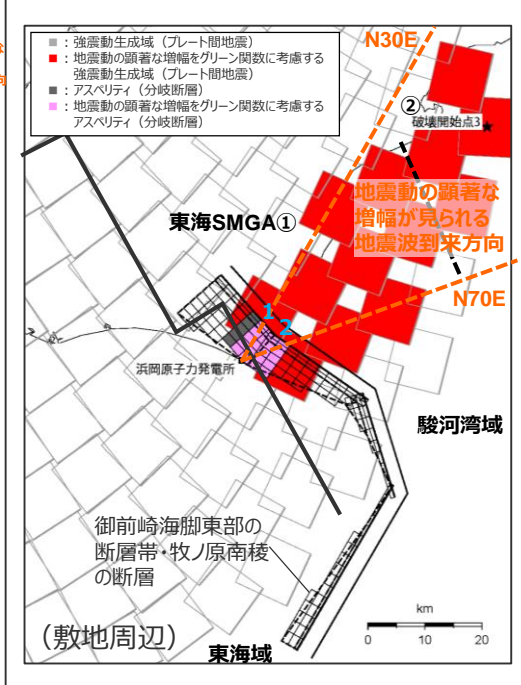 ■：強震動生成域（プレート間地震）
■：地震動の顕著な増幅をグリーン関数に考慮する
強震動生成域（プレート間地震）
■：アスペリティ（分岐断層）
■：地震動の顕著な増幅をグリーン関数に考慮する
アスペリティ（分岐断層）
N30E
②
破壊開始点3★
地震動の顕著な
増幅が見られる
地震波到来方向
東海SMGA①
N70E
1
2
浜岡原子力発電所
駿河湾域
御前崎海脚東部の
断層帯・牧ノ原南稜
の断層
km
0 10 20
（敷地周辺）
東海域